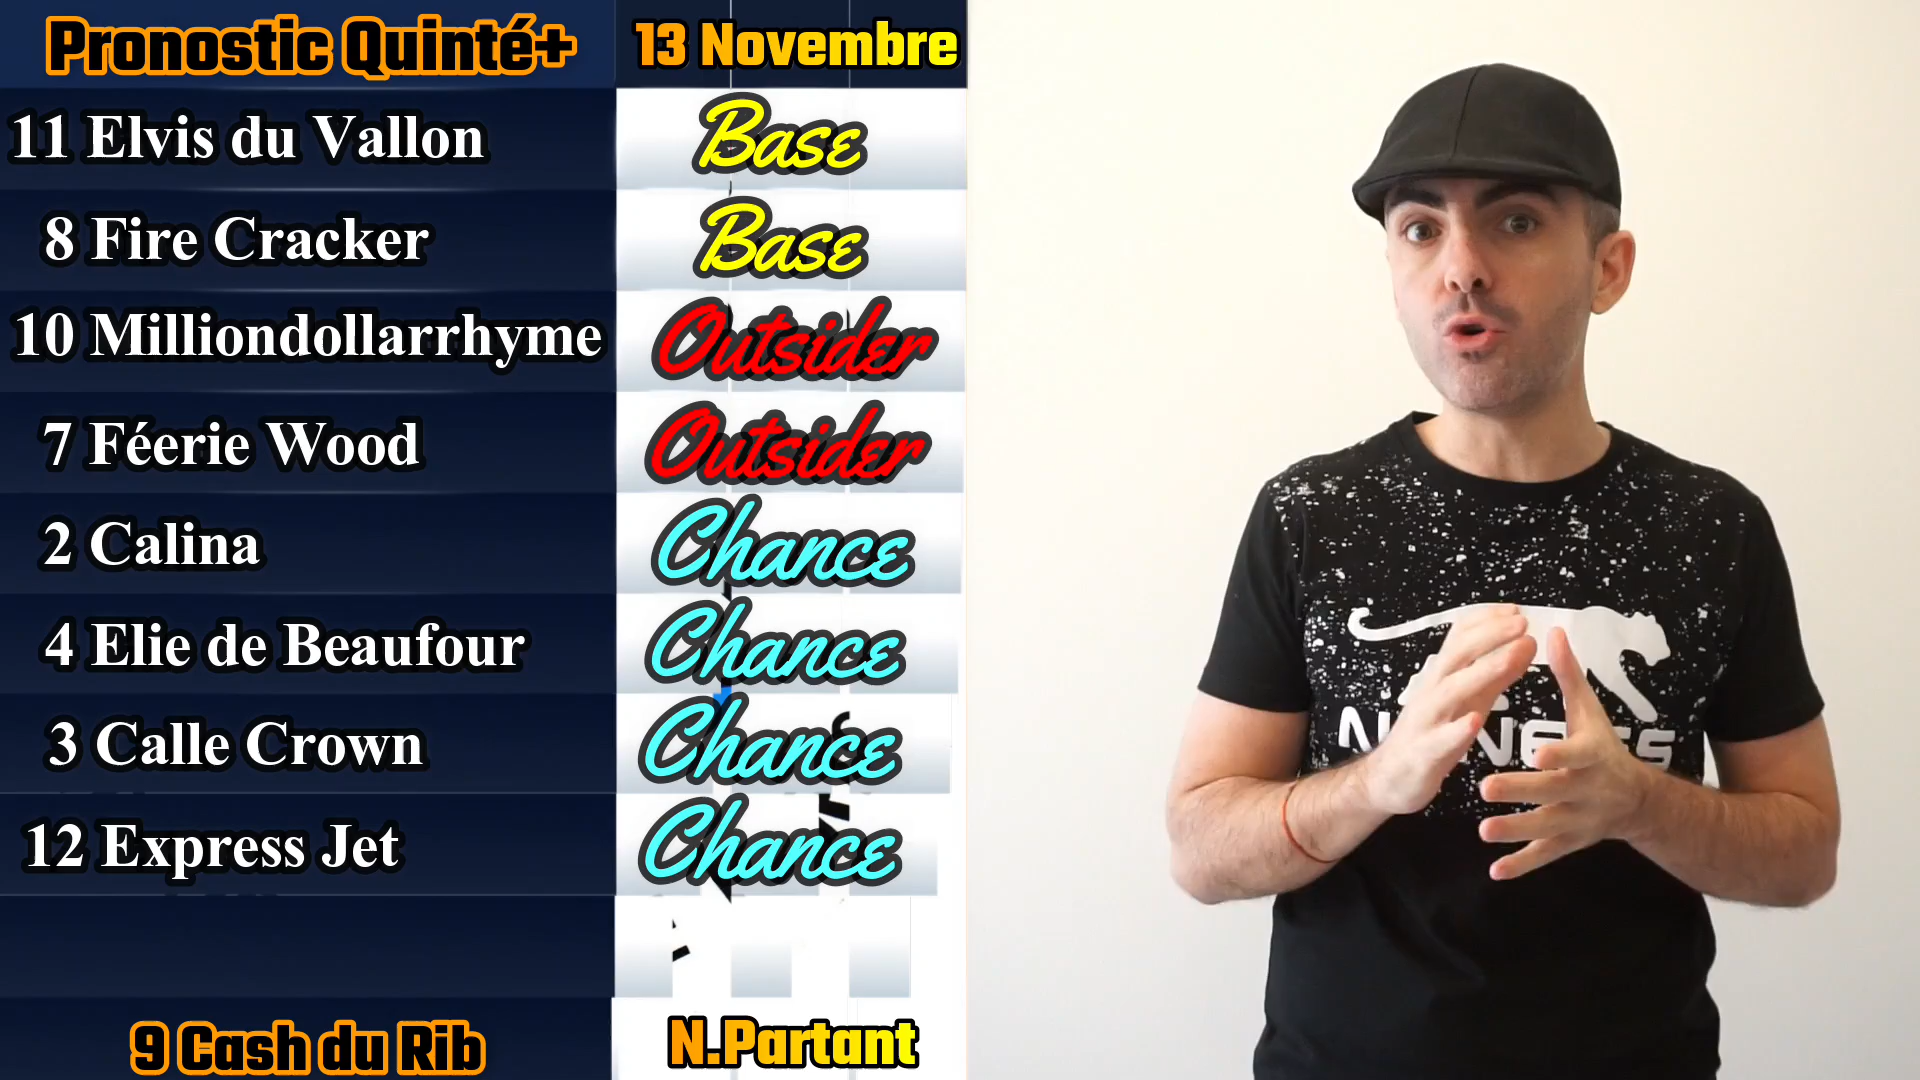 Pronostic Quinté+ 13 Novembre
11 Elvis du Vallon Base
8 Fire Cracker Base
10 Milliondollarrhyme Outsider
7 Féerie Wood Outsider
2 Calina Chance
4 Elie de Beaufour Chance
3 Calle Crown Chance
12 Express Jet Chance
9 Cash du Rib N.Partant